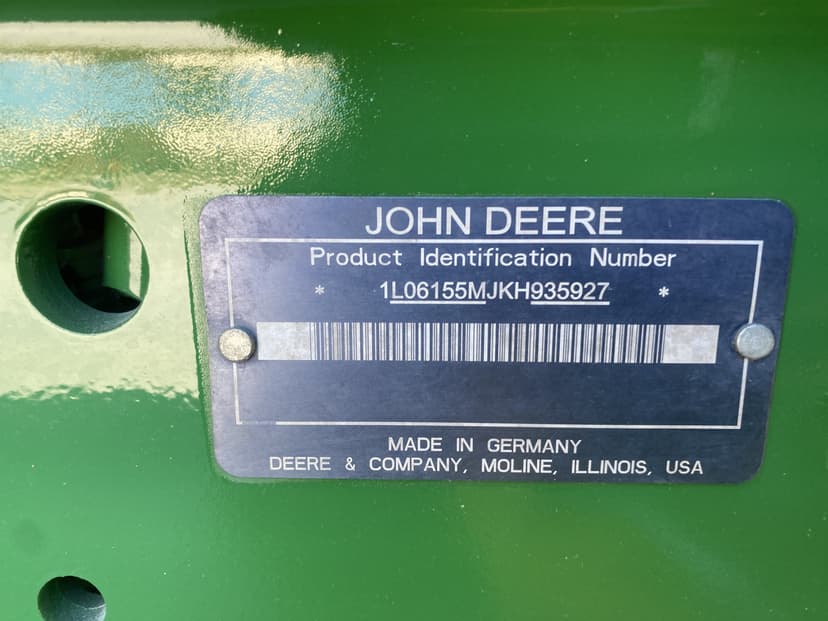 JOHN DEERE
Product Identification Number
* 1L06155MJKH935927 *
MADE IN GERMANY
DEERE & COMPANY, MOLINE, ILLINOIS, USA